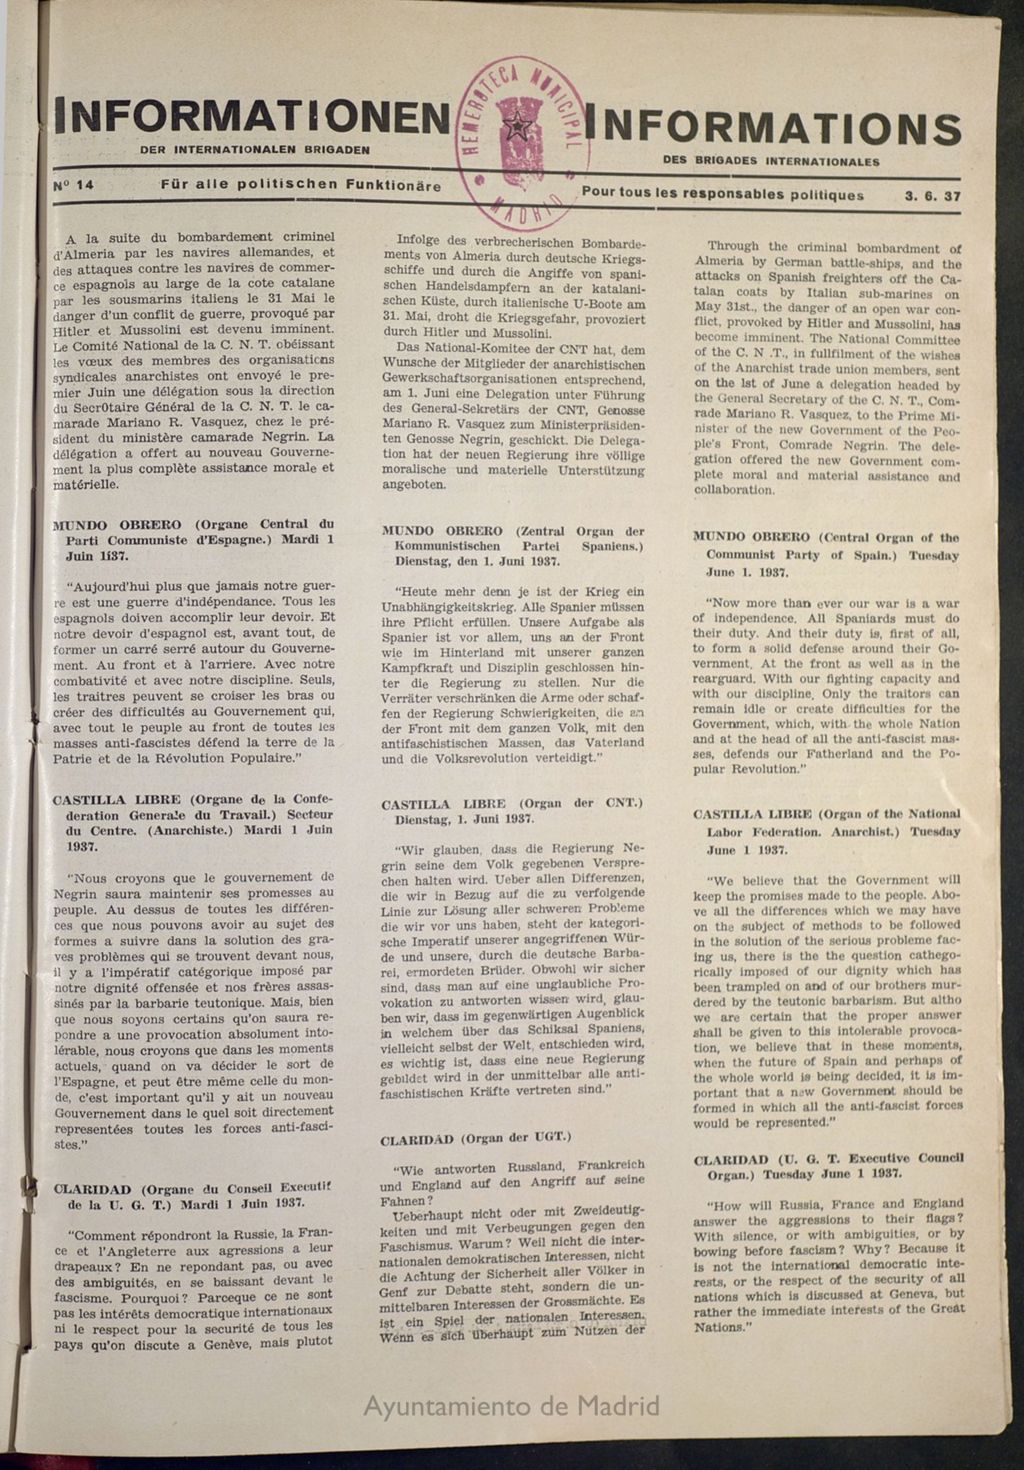 INFORMATIONEN
DER INTERNATIONALEN BRIGADEN
HEMEROTECA MUNICIPAL
MADRID
INFORMATIONS
DES BRIGADES INTERNATIONALES
Nº 14 Für alle politischen Funktionäre
Pour tous les responsables politiques 3. 6. 37
A la suite du bombardement criminel
d'Almeria par les navires allemandes, et
des attaques contre les navires de commer-
ce espagnols au large de la cote catalane
par les sousmarins italiens le 31 Mai le
danger d'un conflit de guerre, provoqué par
Hitler et Mussolini est devenu imminent.
Le Comité National de la C. N. T. obéissant
les vœux des membres des organisations
syndicales anarchistes ont envoyé le pre-
mier Juin une délégation sous la direction
du Secr0taire Général de la C. N. T. le ca-
marade Mariano R. Vasquez, chez le pré-
sident du ministère camarade Negrin. La
délégation a offert au nouveau Gouverne-
ment la plus complète assistance morale et
matérielle.
MUNDO OBRERO (Organe Central du
Parti Communiste d'Espagne.) Mardi 1
Juin 1í37.
"Aujourd'hui plus que jamais notre guer-
re est une guerre d'indépendance. Tous les
espagnols doiven accomplir leur devoir. Et
notre devoir d'espagnol est, avant tout, de
former un carré serré autour du Gouverne-
ment. Au front et à l'arriere. Avec notre
combativité et avec notre discipline. Seuls,
les traitres peuvent se croiser les bras ou
créer des difficultés au Gouvernement qui,
avec tout le peuple au front de toutes les
masses anti-fascistes défend la terre de la
Patrie et de la Révolution Populaire."
CASTILLA LIBRE (Organe de la Confe-
deration Generale du Travail.) Secteur
du Centre. (Anarchiste.) Mardi 1 Juin
1937.
"Nous croyons que le gouvernement de
Negrin saura maintenir ses promesses au
peuple. Au dessus de toutes les différen-
ces que nous pouvons avoir au sujet des
formes a suivre dans la solution des gra-
ves problèmes qui se trouvent devant nous,
il y a l'impératif catégorique imposé par
notre dignité offensée et nos frères assas-
sinés par la barbarie teutonique. Mais, bien
que nous soyons certains qu'on saura re-
pondre a une provocation absolument into-
lérable, nous croyons que dans les moments
actuels, quand on va décider le sort de
l'Espagne, et peut être même celle du mon-
de, c'est important qu'il y ait un nouveau
Gouvernement dans le quel soit directement
representées toutes les forces anti-fasci-
stes."
CLARIDAD (Organe du Conseil Executif
de la U. G. T.) Mardi 1 Juin 1937.
"Comment répondront la Russie, la Fran-
ce et l'Angleterre aux agressions a leur
drapeaux? En ne repondant pas, ou avec
des ambiguités, en se baissant devant le
fascisme. Pourquoi? Parceque ce ne sont
pas les intérêts democratique internationaux
ni le respect pour la securité de tous les
pays qu'on discute a Genève, mais plutot
Infolge des verbrecherischen Bombarde-
ments von Almeria durch deutsche Kriegs-
schiffe und durch die Angiffe von spani-
schen Handelsdampfern an der katalani-
schen Küste, durch italienische U-Boote am
31. Mai, droht die Kriegsgefahr, provoziert
durch Hitler und Mussolini.
Das National-Komitee der CNT hat, dem
Wunsche der Mitglieder der anarchistischen
Gewerkschaftsorganisationen entsprechend,
am 1. Juni eine Delegation unter Führung
des General-Sekretärs der CNT, Genosse
Mariano R. Vasquez zum Ministerpräsiden-
ten Genosse Negrin, geschickt. Die Delega-
tion hat der neuen Regierung ihre völlige
moralische und materielle Unterstützung
angeboten.
MUNDO OBRERO (Zentral Organ der
Kommunistischen Partei Spaniens.)
Dienstag, den 1. Juni 1937.
"Heute mehr denn je ist der Krieg ein
Unabhängigkeitskrieg. Alle Spanier müssen
ihre Pflicht erfüllen. Unsere Aufgabe als
Spanier ist vor allem, uns an der Front
wie im Hinterland mit unserer ganzen
Kampfkraft und Disziplin geschlossen hin-
ter die Regierung zu stellen. Nur die
Verräter verschränken die Arme oder schaf-
fen der Regierung Schwierigkeiten, die an
der Front mit dem ganzen Volk, mit den
antifaschistischen Massen, das Vaterland
und die Volksrevolution verteidigt."
CASTILLA LIBRE (Organ der CNT.)
Dienstag, 1. Juni 1937.
"Wir glauben, dass die Regierung Ne-
grin seine dem Volk gegebenen Verspre-
chen halten wird. Ueber allen Differenzen,
die wir in Bezug auf die zu verfolgende
Linie zur Lösung aller schweren Probleme
die wir vor uns haben, steht der kategori-
sche Imperatif unserer angegriffenen Wür-
de und unsere, durch die deutsche Barba-
rei, ermordeten Brüder. Obwohl wir sicher
sind, dass man auf eine unglaubliche Pro-
vokation zu antworten wissen wird, glau-
ben wir, dass im gegenwärtigen Augenblick
in welchem über das Schiksal Spaniens,
vielleicht selbst der Welt, entschieden wird,
es wichtig ist, dass eine neue Regierung
gebildet wird in der unmittelbar alle anti-
faschistischen Kräfte vertreten sind."
CLARIDAD (Organ der UGT.)
"Wie antworten Russland, Frankreich
und England auf den Angriff auf seine
Fahnen?
Ueberhaupt nicht oder mit Zweideutig-
keiten und mit Verbeugungen gegen den
Faschismus. Warum? Weil nicht die inter-
nationalen demokratischen Interessen, nicht
die Achtung der Sicherheit aller Völker in
Genf zur Debatte steht, sondern die un-
mittelbaren Interessen der Grossmächte. Es
ist ein Spiel der nationalen Interessen.
Wenn es sich überhaupt zum Nutzen der
Through the criminal bombardment of
Almeria by German battle-ships, and the
attacks on Spanish freighters off the Ca-
talan coats by Italian sub-marines on
May 31st., the danger of an open war con-
flict, provoked by Hitler and Mussolini, has
become imminent. The National Committee
of the C. N .T., in fullfilment of the wishes
of the Anarchist trade union members, sent
on the 1st of June a delegation headed by
the General Secretary of the C. N. T., Com-
rade Mariano R. Vasquez, to the Prime Mi-
nister of the new Government of the Peo-
ple's Front, Comrade Negrin. The dele-
gation offered the new Government com-
plete moral and material assistance and
collaboration.
MUNDO OBRERO (Central Organ of the
Communist Party of Spain.) Tuesday
June 1. 1937.
"Now more than ever our war is a war
of independence. All Spaniards must do
their duty. And their duty is, first of all,
to form a solid defense around their Go-
vernment. At the front as well as in the
rearguard. With our fighting capacity and
with our discipline. Only the traitors can
remain idle or create difficulties for the
Government, which, with the whole Nation
and at the head of all the anti-fascist mas-
ses, defends our Fatherland and the Po-
pular Revolution."
CASTILLA LIBRE (Organ of the National
Labor Federation. Anarchist.) Tuesday
June 1 1937.
"We believe that the Government will
keep the promises made to the people. Abo-
ve all the differences which we may have
on the subject of methods to be followed
in the solution of the serious probleme fac-
ing us, there is the the question cathego-
rically imposed of our dignity which has
been trampled on and of our brothers mur-
dered by the teutonic barbarism. But altho
we are certain that the proper answer
shall be given to this intolerable provoca-
tion, we believe that in these moments,
when the future of Spain and perhaps of
the whole world is being decided, it is im-
portant that a new Government should be
formed in which all the anti-fascist forces
would be represented."
CLARIDAD (U. G. T. Executive Council
Organ.) Tuesday June 1 1937.
"How will Russia, France and England
answer the aggressions to their flags?
With silence, or with ambiguities, or by
bowing before fascism? Why? Because it
is not the international democratic inte-
rests, or the respect of the security of all
nations which is discussed at Geneva, but
rather the immediate interests of the Great
Nations."
Ayuntamiento de Madrid